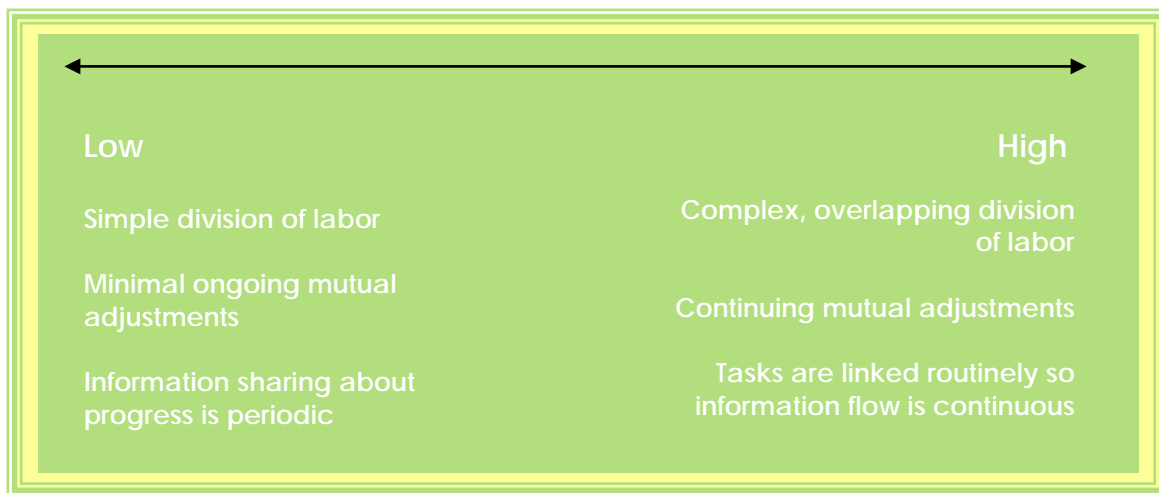 Low
Simple division of labor
Minimal ongoing mutual
adjustments
Information sharing about
progress is periodic
High
Complex, overlapping division
of labor
Continuing mutual adjustments
Tasks are linked routinely so
information flow is continuous